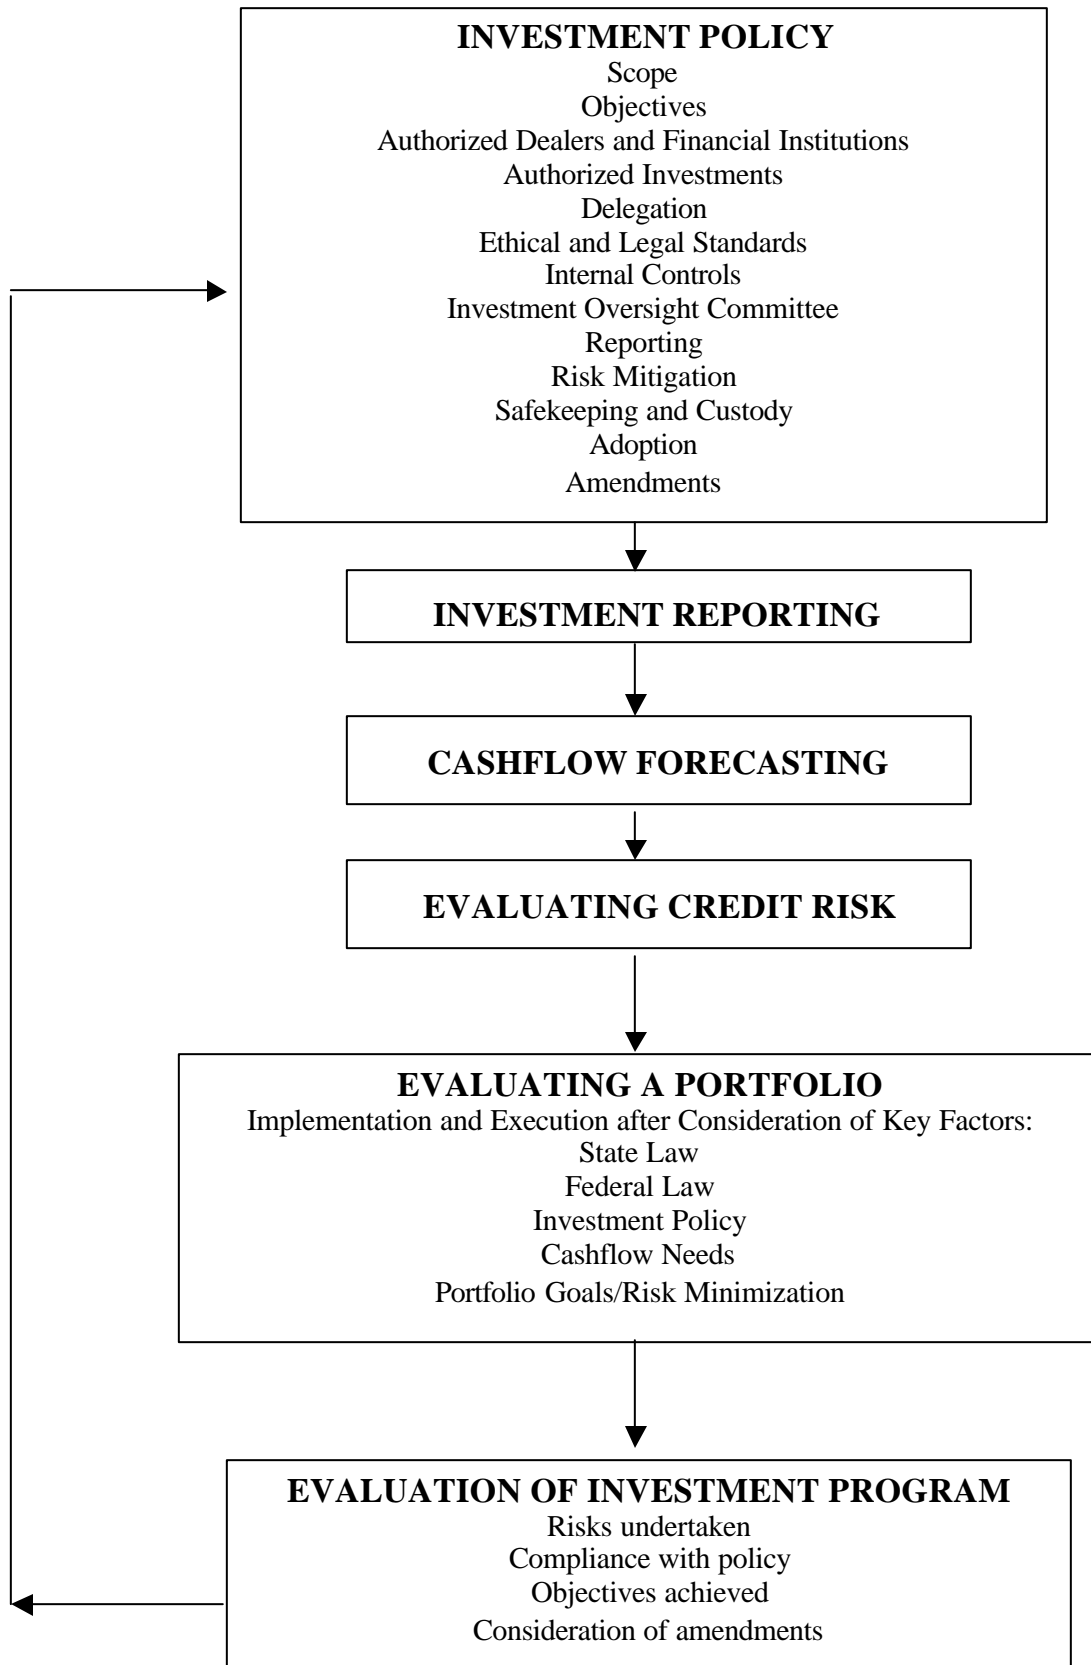 INVESTMENT POLICY
Scope
Objectives
Authorized Dealers and Financial Institutions
Authorized Investments
Delegation
Ethical and Legal Standards
Internal Controls
Investment Oversight Committee
Reporting
Risk Mitigation
Safekeeping and Custody
Adoption
Amendments
INVESTMENT REPORTING
CASHFLOW FORECASTING
EVALUATING CREDIT RISK
EVALUATING A PORTFOLIO
Implementation and Execution after Consideration of Key Factors:
State Law
Federal Law
Investment Policy
Cashflow Needs
Portfolio Goals/Risk Minimization
EVALUATION OF INVESTMENT PROGRAM
Risks undertaken
Compliance with policy
Objectives achieved
Consideration of amendments